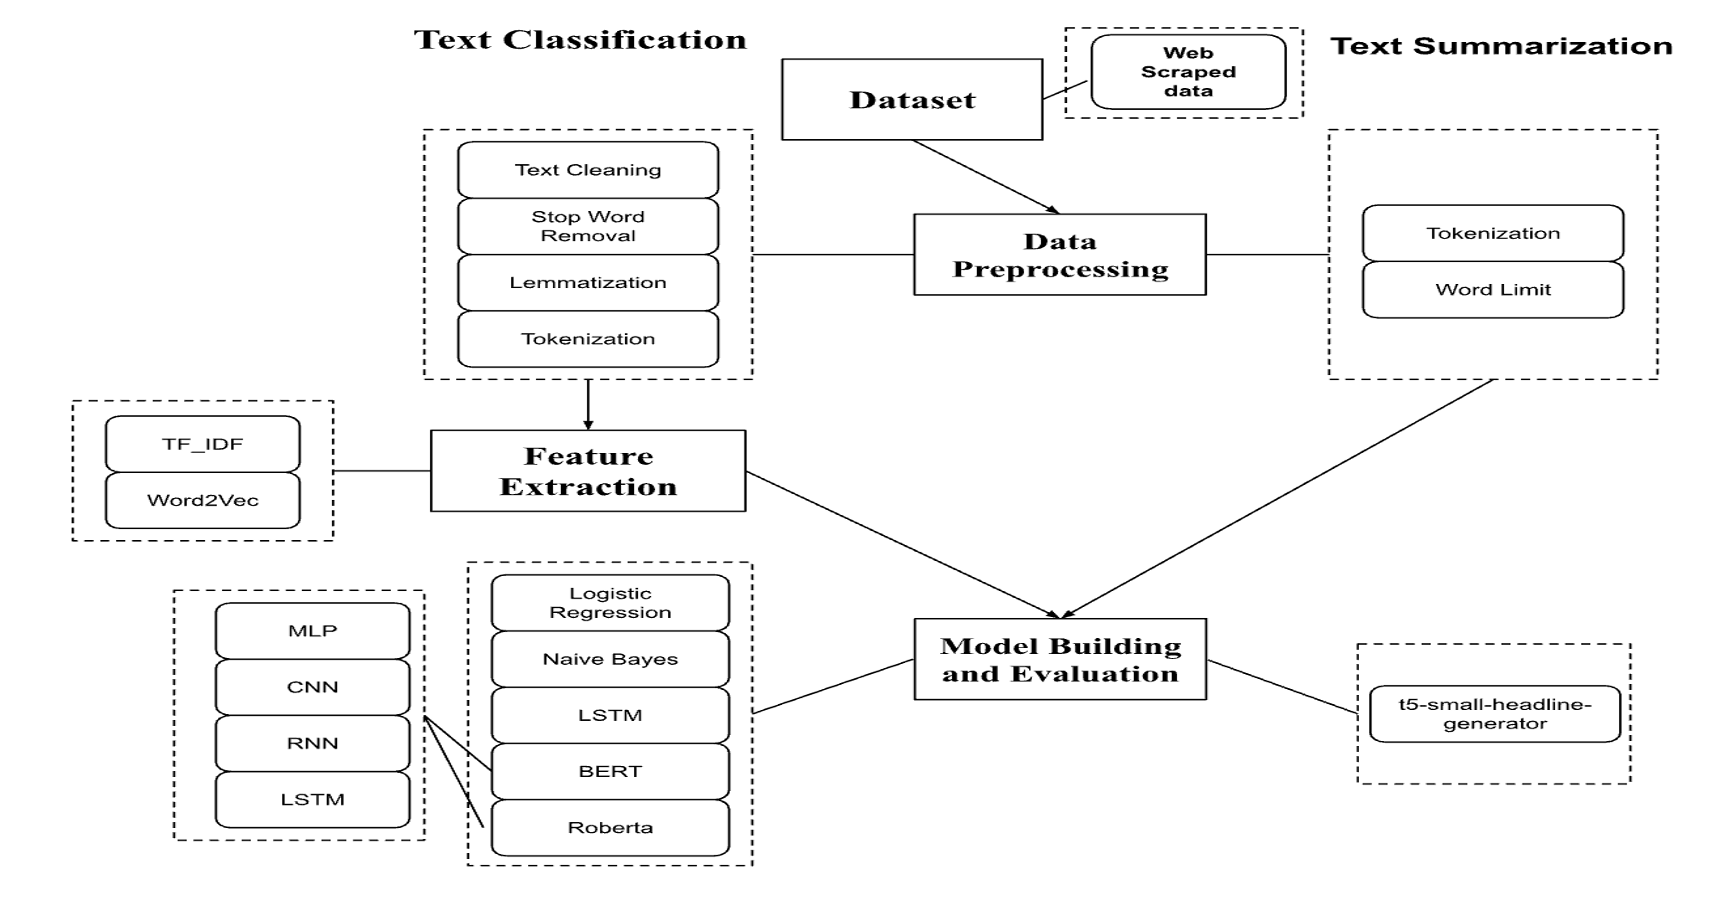 Text Classification
Text Summarization
Dataset
Web
Scraped
data
Text Cleaning
Stop Word
Removal
Lemmatization
Tokenization
Data
Preprocessing
Tokenization
Word Limit
TF_IDF
Word2Vec
Feature
Extraction
MLP
CNN
RNN
LSTM
Logistic
Regression
Naive Bayes
LSTM
BERT
Roberta
Model Building
and Evaluation
t5-small-headline-
generator